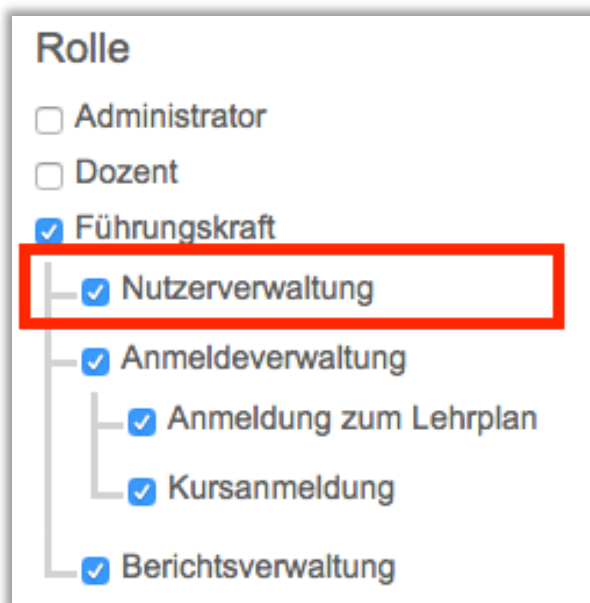 Rolle
Administrator
Dozent
Führungskraft
Nutzerverwaltung
Anmeldeverwaltung
Anmeldung zum Lehrplan
Kursanmeldung
Berichtsverwaltung